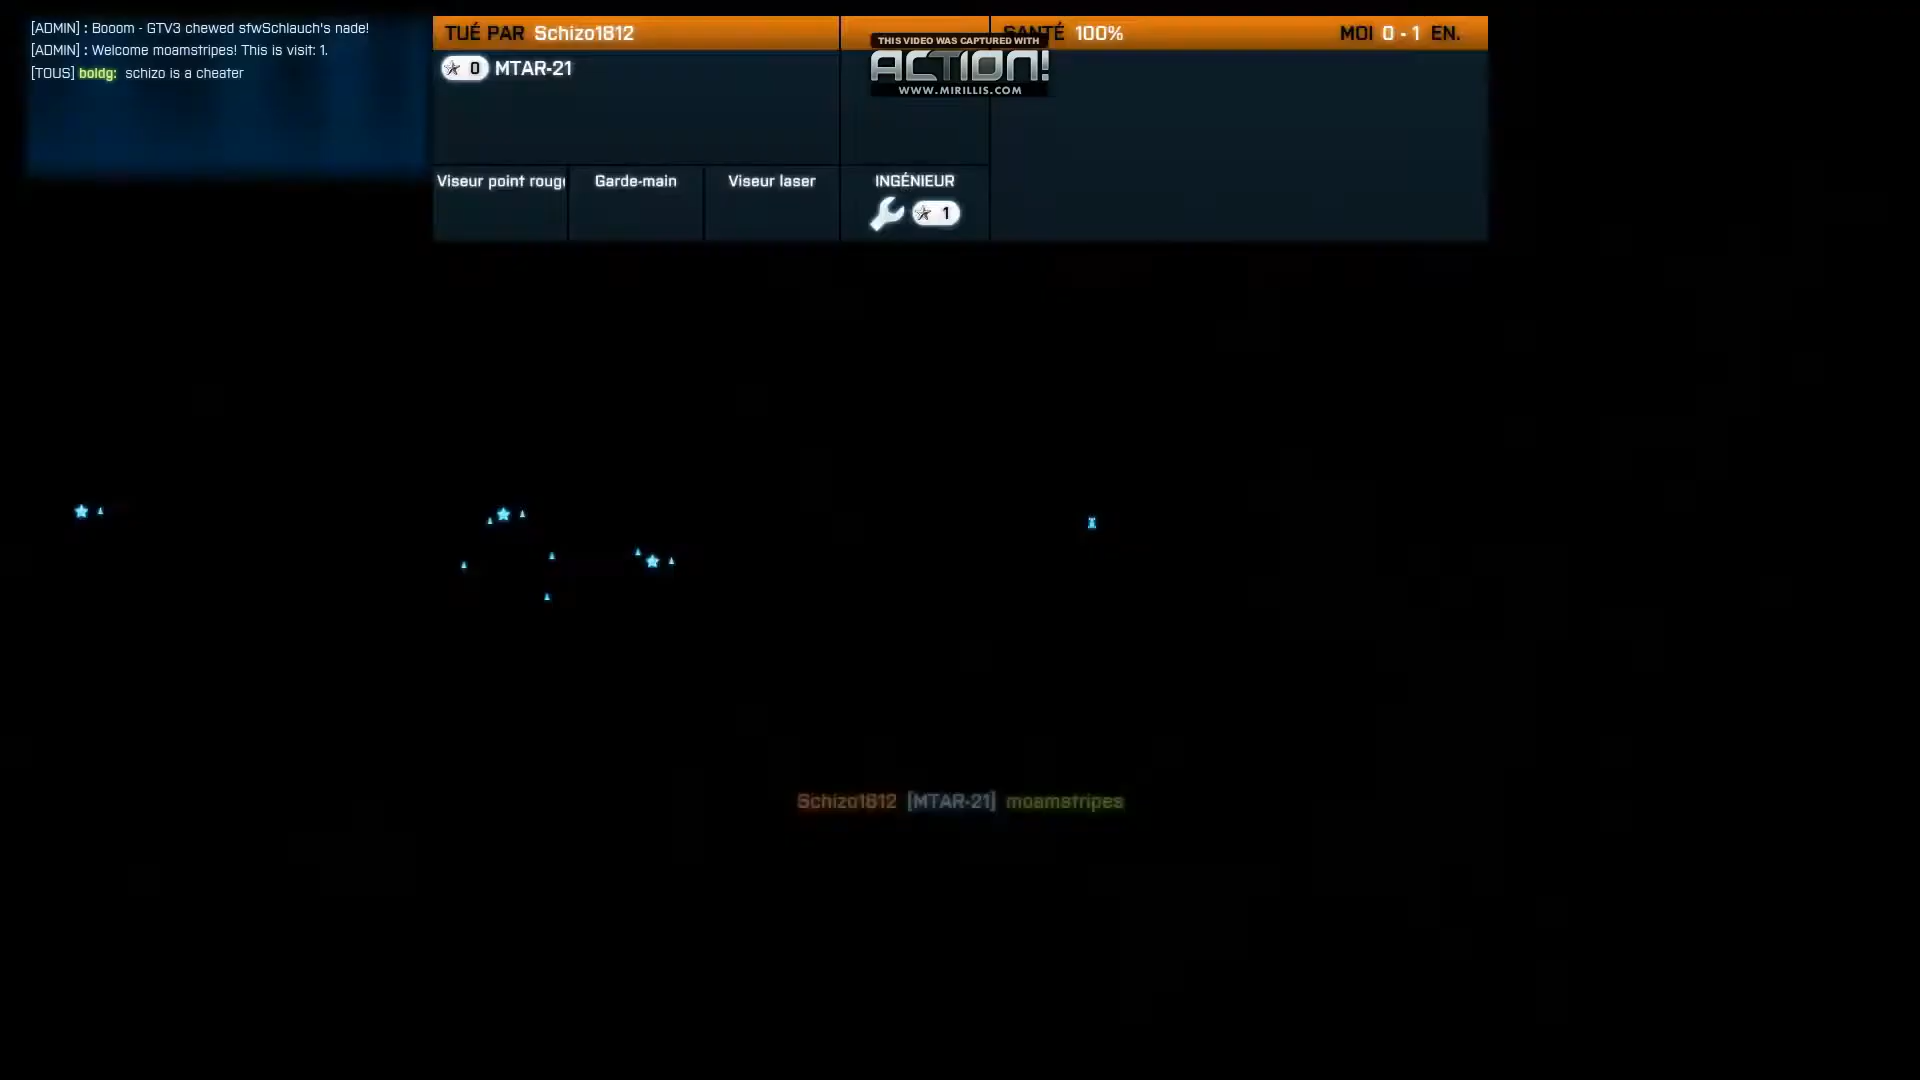 [ADMIN] : Booom - GTV3 chewed sfwSchlauch's nade!
[ADMIN] : Welcome moamstripes! This is visit: 1.
[TOUS] boldg: schizo is a cheater
TUÉ PAR Schizo1812
SANTÉ 100%
MOI 0 - 1 EN.
THIS VIDEO WAS CAPTURED WITH
ACTION!
WWW.MIRILLIS.COM
0 MTAR-21
Viseur point roug
Garde-main
Viseur laser
INGÉNIEUR
1
Schizo1812 [MTAR-21] moamstripes